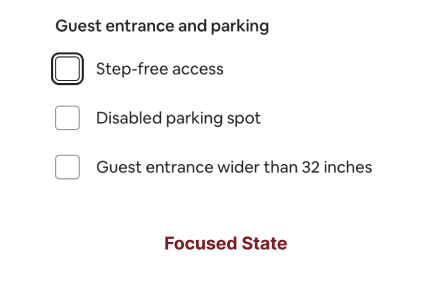 Guest entrance and parking
Step-free access
Disabled parking spot
Guest entrance wider than 32 inches
Focused State